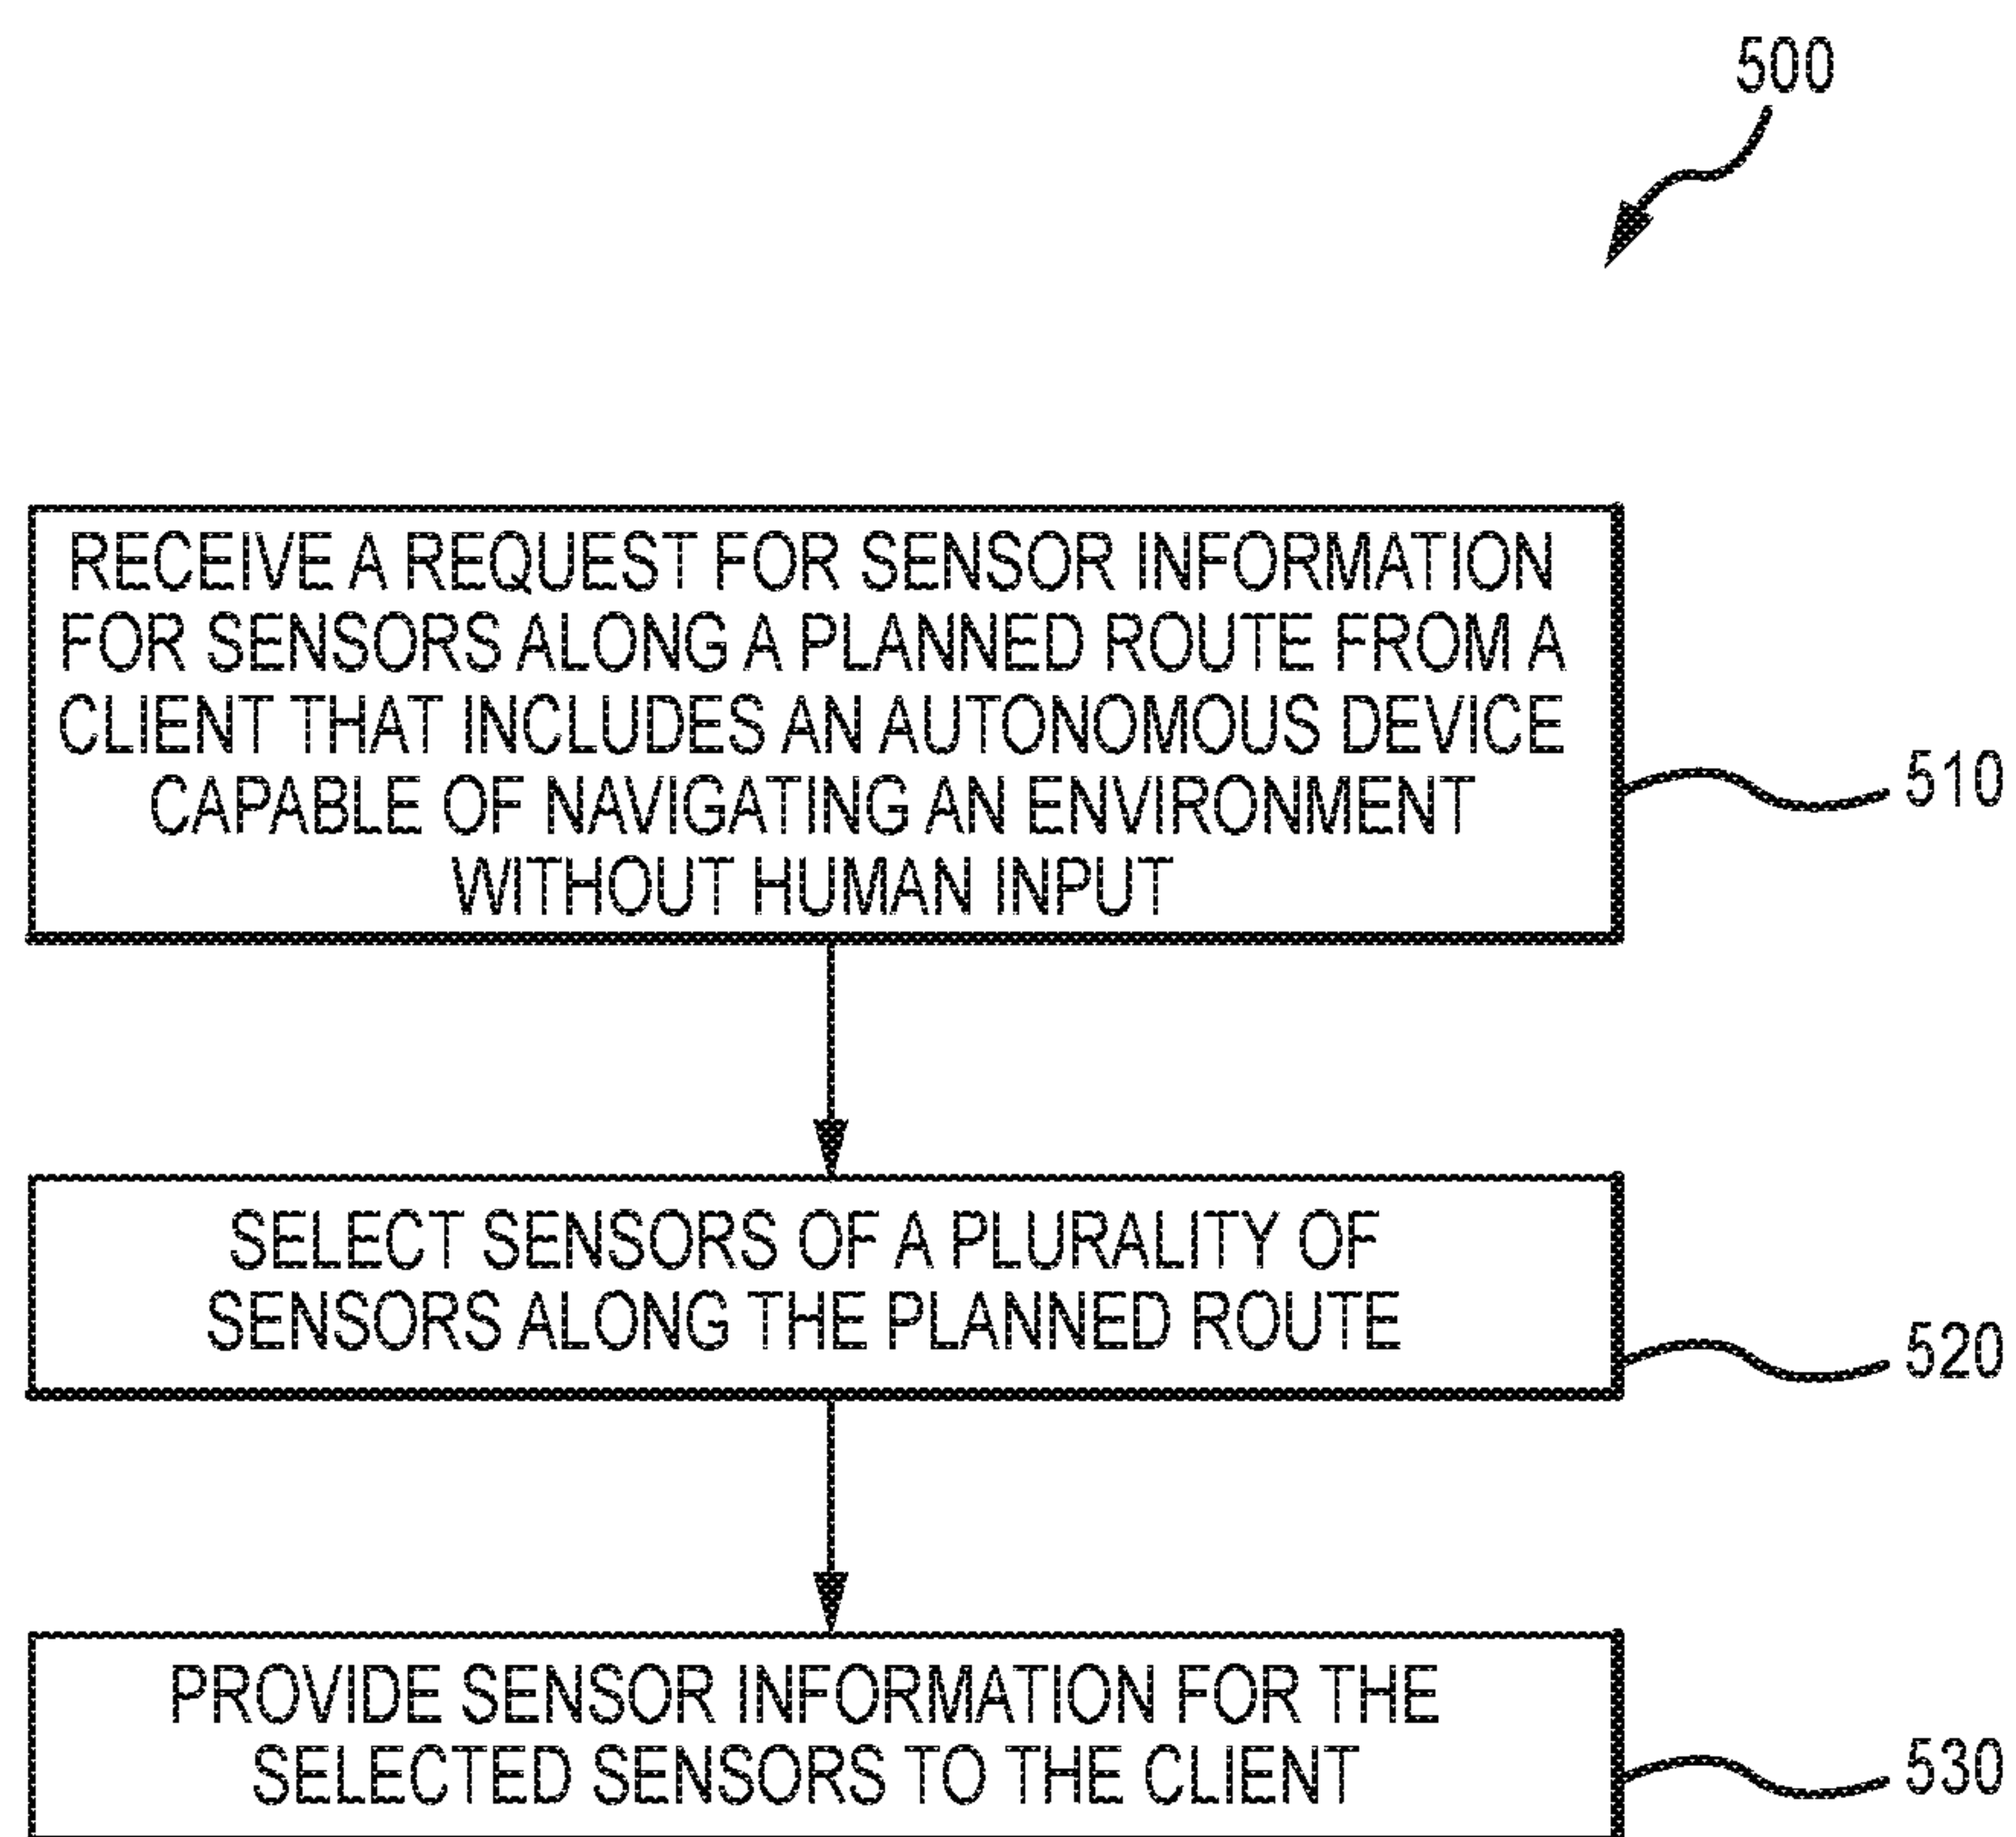 500
RECEIVE A REQUEST FOR SENSOR INFORMATION
FOR SENSORS ALONG A PLANNED ROUTE FROM A
CLIENT THAT INCLUDES AN AUTONOMOUS DEVICE
CAPABLE OF NAVIGATING AN ENVIRONMENT
WITHOUT HUMAN INPUT
510
SELECT SENSORS OF A PLURALITY OF
SENSORS ALONG THE PLANNED ROUTE
520
PROVIDE SENSOR INFORMATION FOR THE
SELECTED SENSORS TO THE CLIENT
530